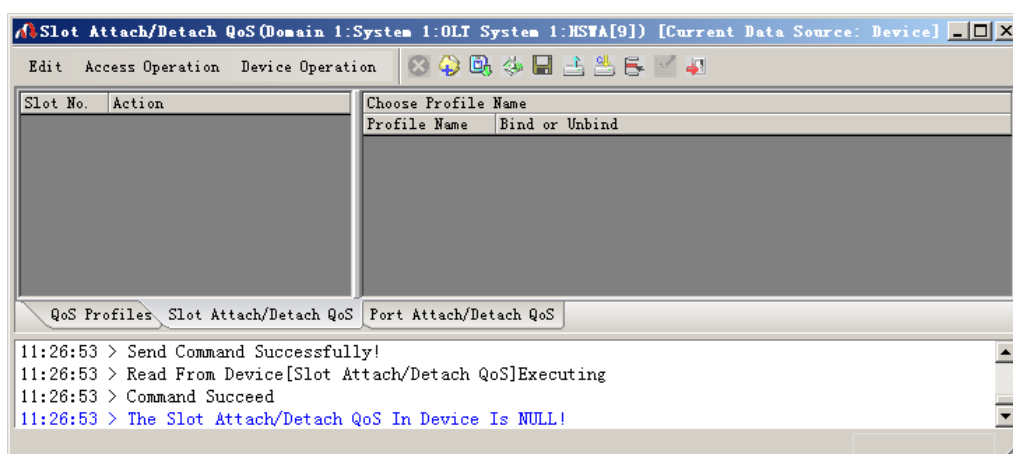 Slot Attach/Detach QoS(Domain 1:System 1:OLT System 1:HSWA[9]) [Current Data Source: Device]
Edit Access Operation Device Operation
Slot No. Action Choose Profile Name
Profile Name Bind or Unbind
QoS Profiles Slot Attach/Detach QoS Port Attach/Detach QoS
11:26:53 > Send Command Successfully!
11:26:53 > Read From Device[Slot Attach/Detach QoS]Executing
11:26:53 > Command Succeed
11:26:53 > The Slot Attach/Detach QoS In Device Is NULL!